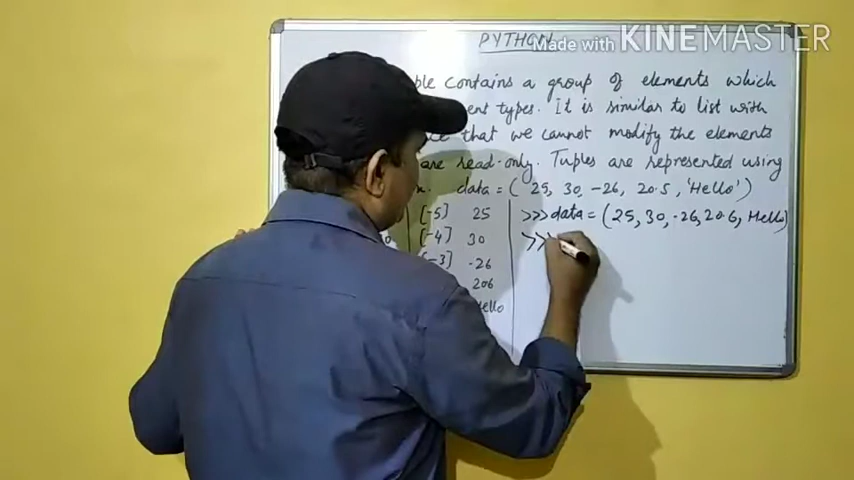 PYTHON
Made with KINEMASTER
ble contains a group of elements which
ent types. It is similar to list with
that we cannot modify the elements
are read-only. Tuples are represented using
data = ( 25, 30, -26, 20.5, 'Hello')
[-5] 25
>>>data = (25, 30, -26, 20.6, Hello)
[-4] 30
>>>
[-3] -26
206
Hello